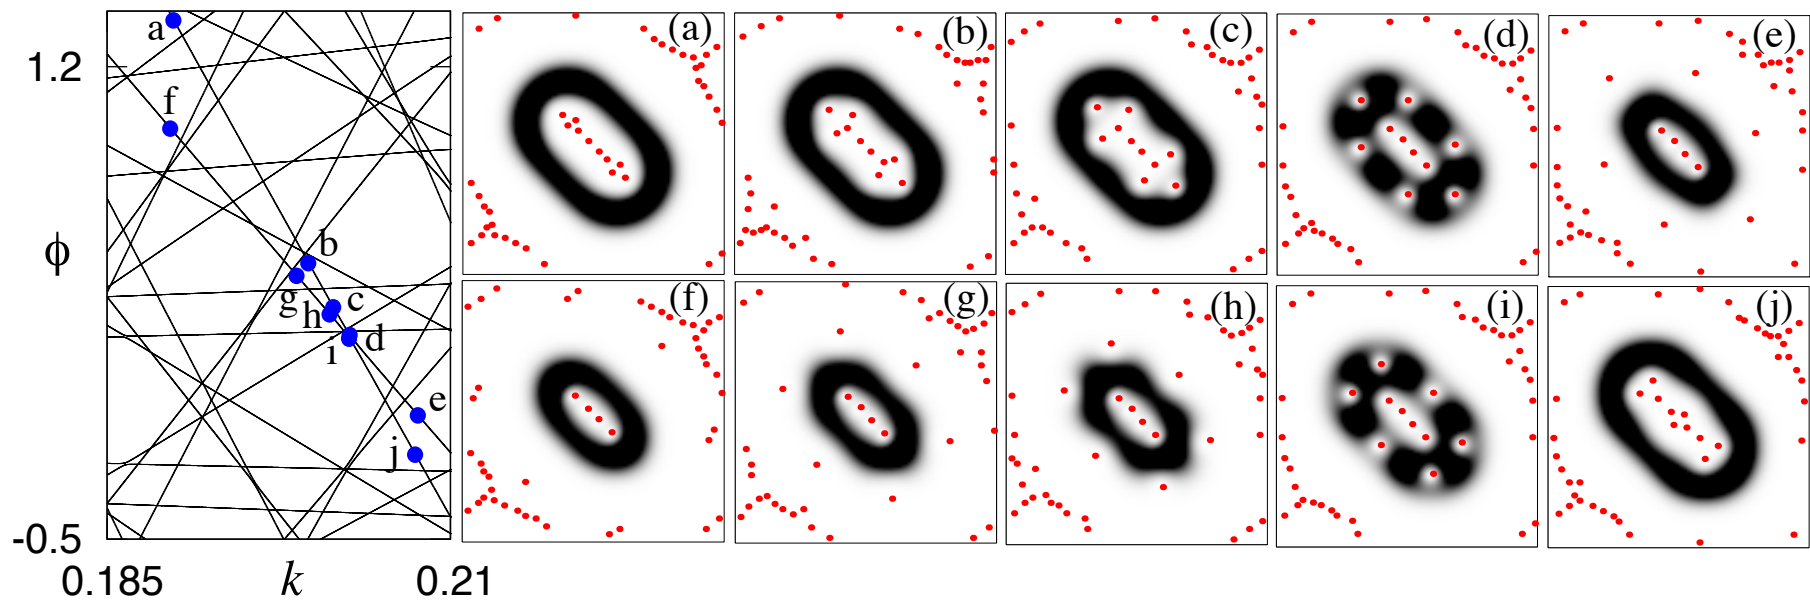 a
1.2
f
b
ϕ
g
c
h
d
i
e
j
-0.5
0.185
k
0.21
(a)
(b)
(c)
(d)
(e)
(f)
(g)
(h)
(i)
(j)